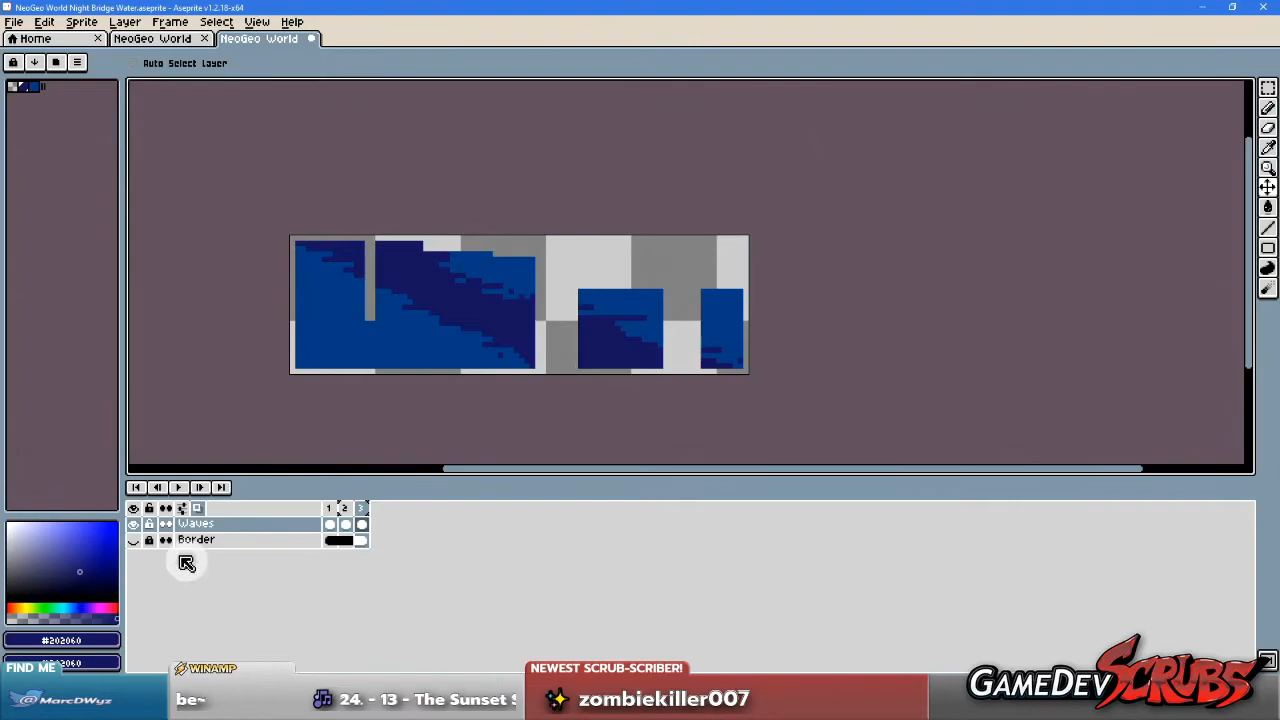 NeoGeo World Night Bridge Water.aseprite - Aseprite v1.2.18-x64
File Edit Sprite Layer Frame Select View Help
Home NeoGeo World NeoGeo World
Auto Select Layer
1 2 3
Waves
Border
#202060
FIND ME
@MarcDWyz
WINAMP
be~ 24. - 13 - The Sunset S
NEWEST SCRUB-SCRIBER!
zombiekiller007
GAMEDEV SCRUBS